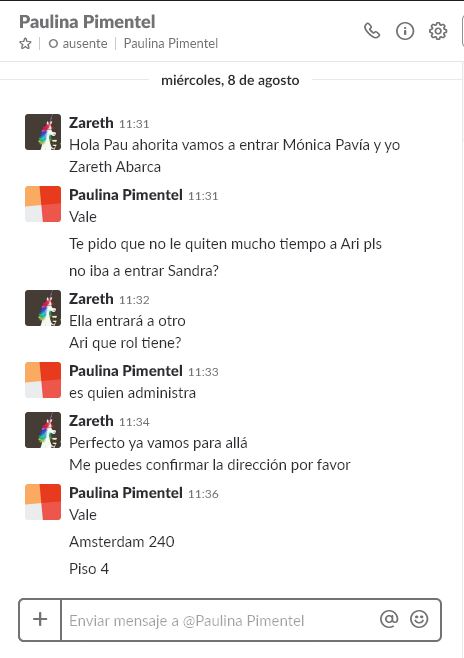 Paulina Pimentel
ausente
Paulina Pimentel
miércoles, 8 de agosto
Zareth 11:31
Hola Pau ahorita vamos a entrar Mónica Pavía y yo
Zareth Abarca
Paulina Pimentel 11:31
Vale
Te pido que no le quiten mucho tiempo a Ari pls
no iba a entrar Sandra?
Zareth 11:32
Ella entrará a otro
Ari que rol tiene?
Paulina Pimentel 11:33
es quien administra
Zareth 11:34
Perfecto ya vamos para allá
Me puedes confirmar la dirección por favor
Paulina Pimentel 11:36
Vale
Amsterdam 240
Piso 4
Enviar mensaje a @Paulina Pimentel